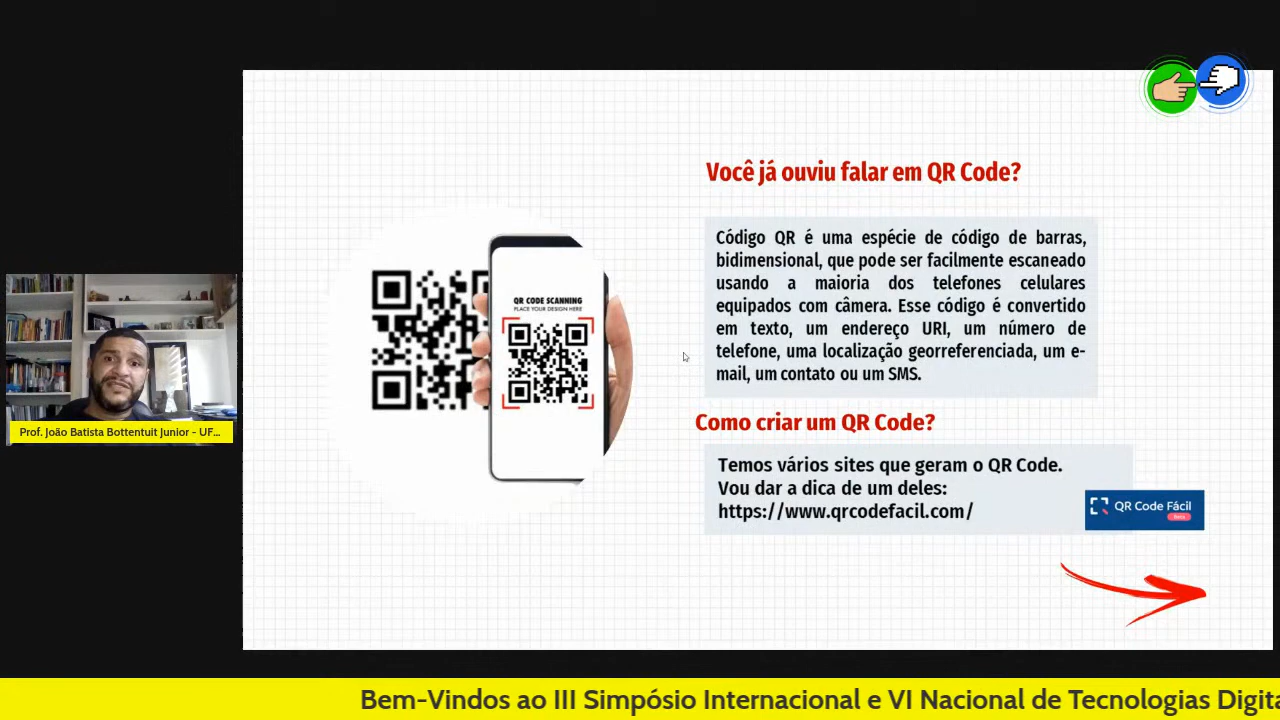 Você já ouviu falar em QR Code?
Código QR é uma espécie de código de barras,
bidimensional, que pode ser facilmente escaneado
usando a maioria dos telefones celulares
equipados com câmera. Esse código é convertido
em texto, um endereço URI, um número de
telefone, uma localização georreferenciada, um e-
mail, um contato ou um SMS.
QR CODE SCANNING
PLACE YOUR DESIGN HERE
Como criar um QR Code?
Temos vários sites que geram o QR Code.
Vou dar a dica de um deles:
https://www.qrcodefacil.com/
QR Code Fácil
Beta
Prof. João Batista Bottentuit Junior - UF...
Bem-Vindos ao III Simpósio Internacional e VI Nacional de Tecnologias Digita